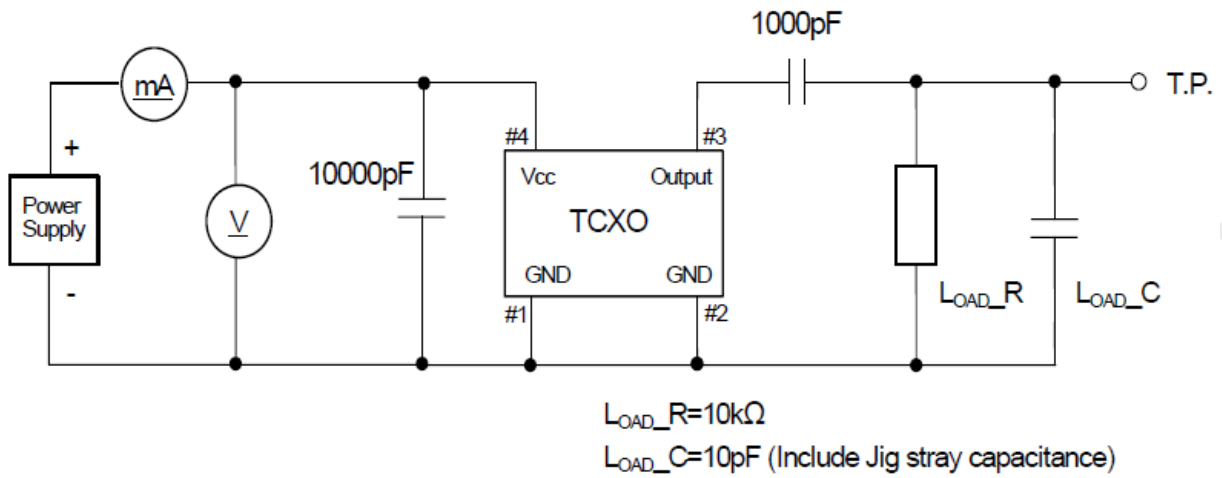 1000pF
mA
T.P.
+
#4
#3
10000pF
Vcc
Output
Power
Supply
V
TCXO
GND
GND
-
#1
#2
LOAD_R
LOAD_C
LOAD_R=10kΩ
LOAD_C=10pF (Include Jig stray capacitance)